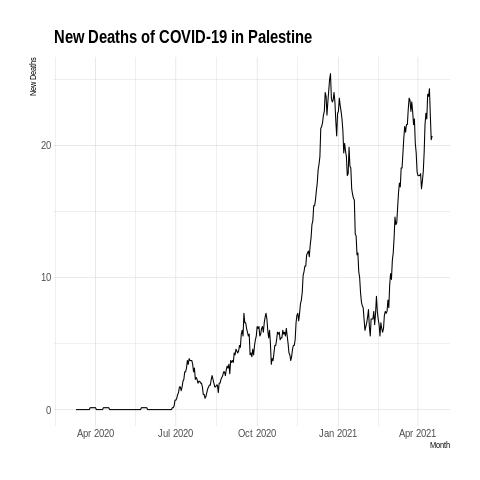 New Deaths of COVID-19 in Palestine
New Deaths
20
10
0
Apr 2020 Jul 2020 Oct 2020 Jan 2021 Apr 2021
Month